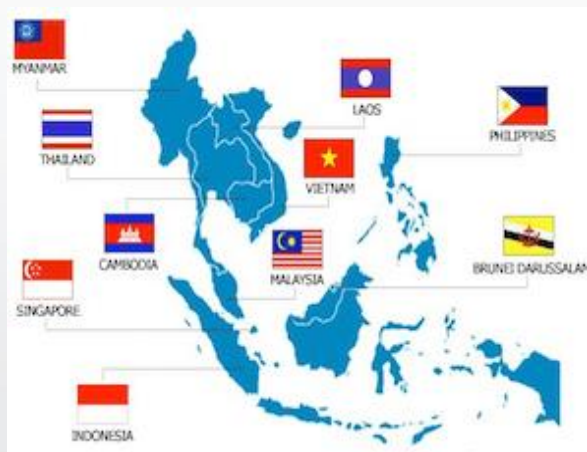 MYANMAR
LAOS
PHILIPPINES
THAILAND
VIETNAM
CAMBODIA
MALAYSIA
BRUNEI DARUSSALAM
SINGAPORE
INDONESIA